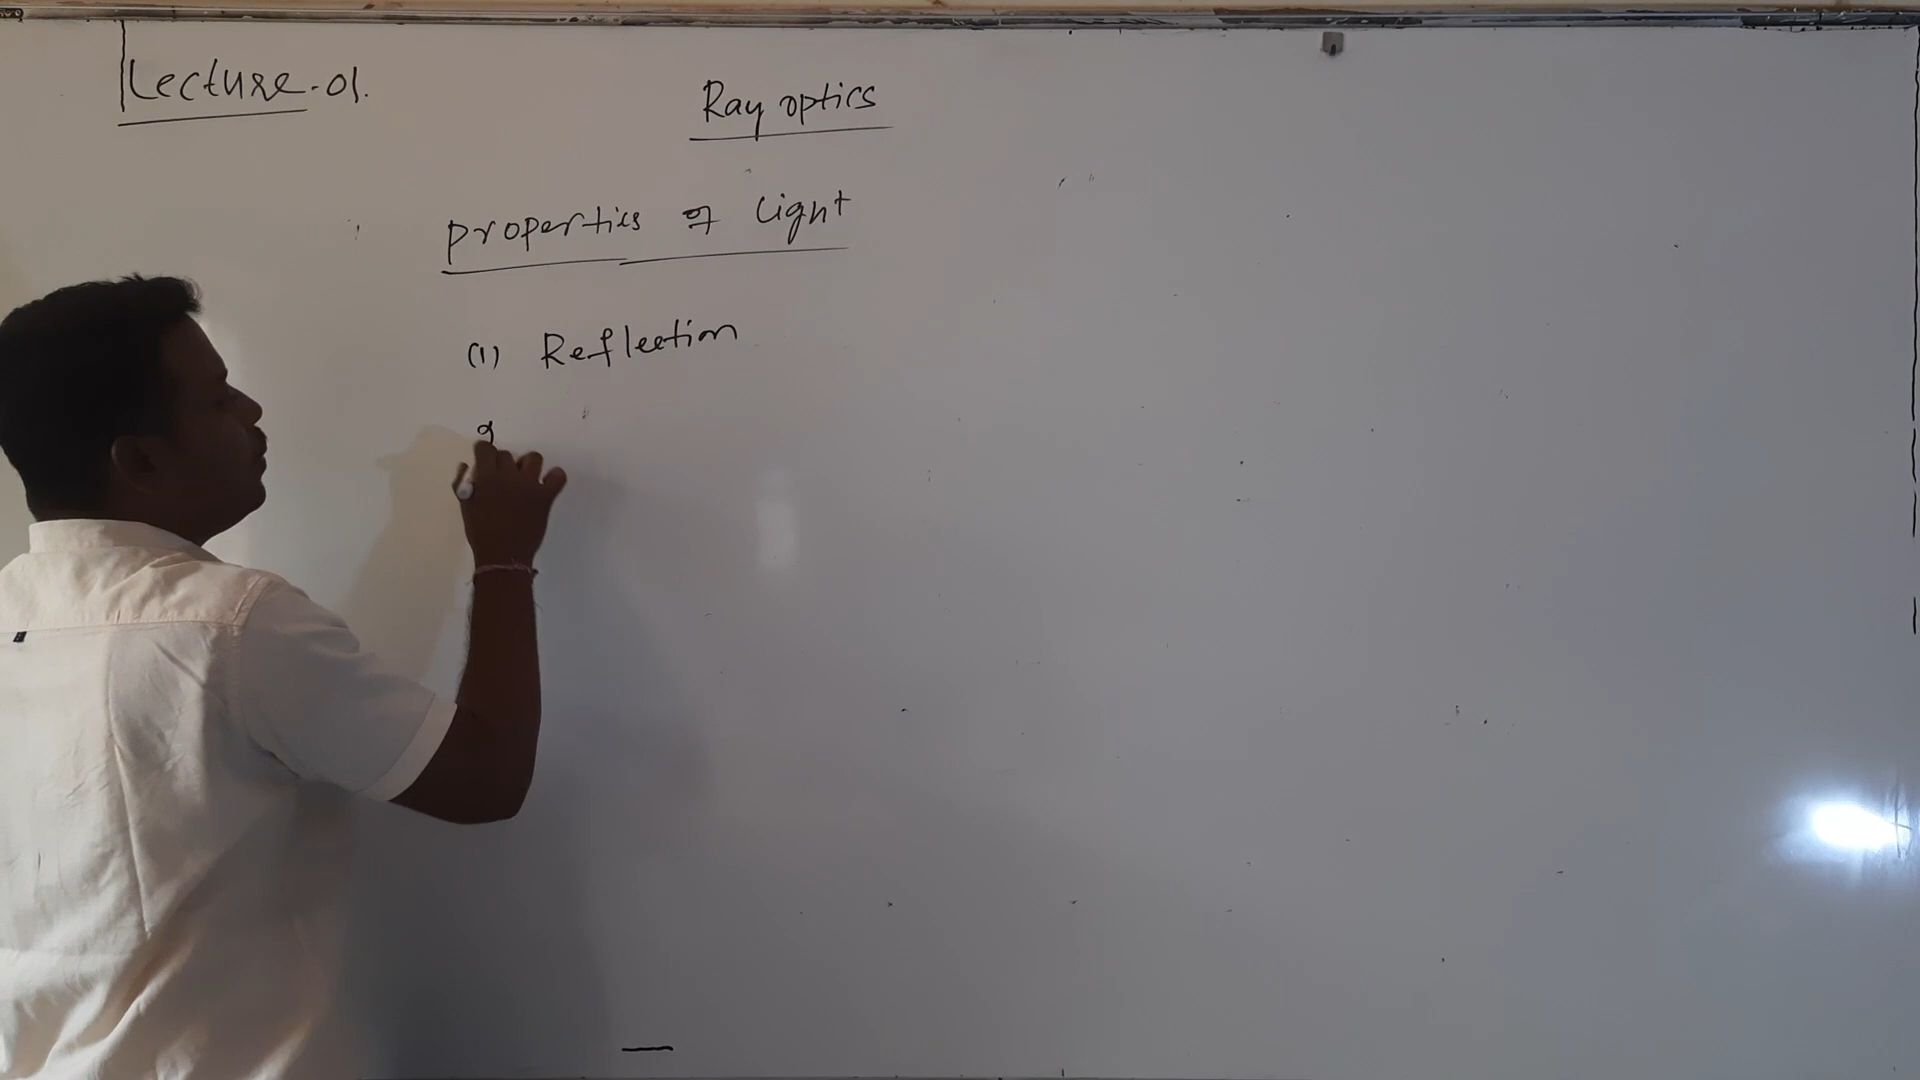 Lecture-01.
Ray optics
properties of Light
(1) Reflection